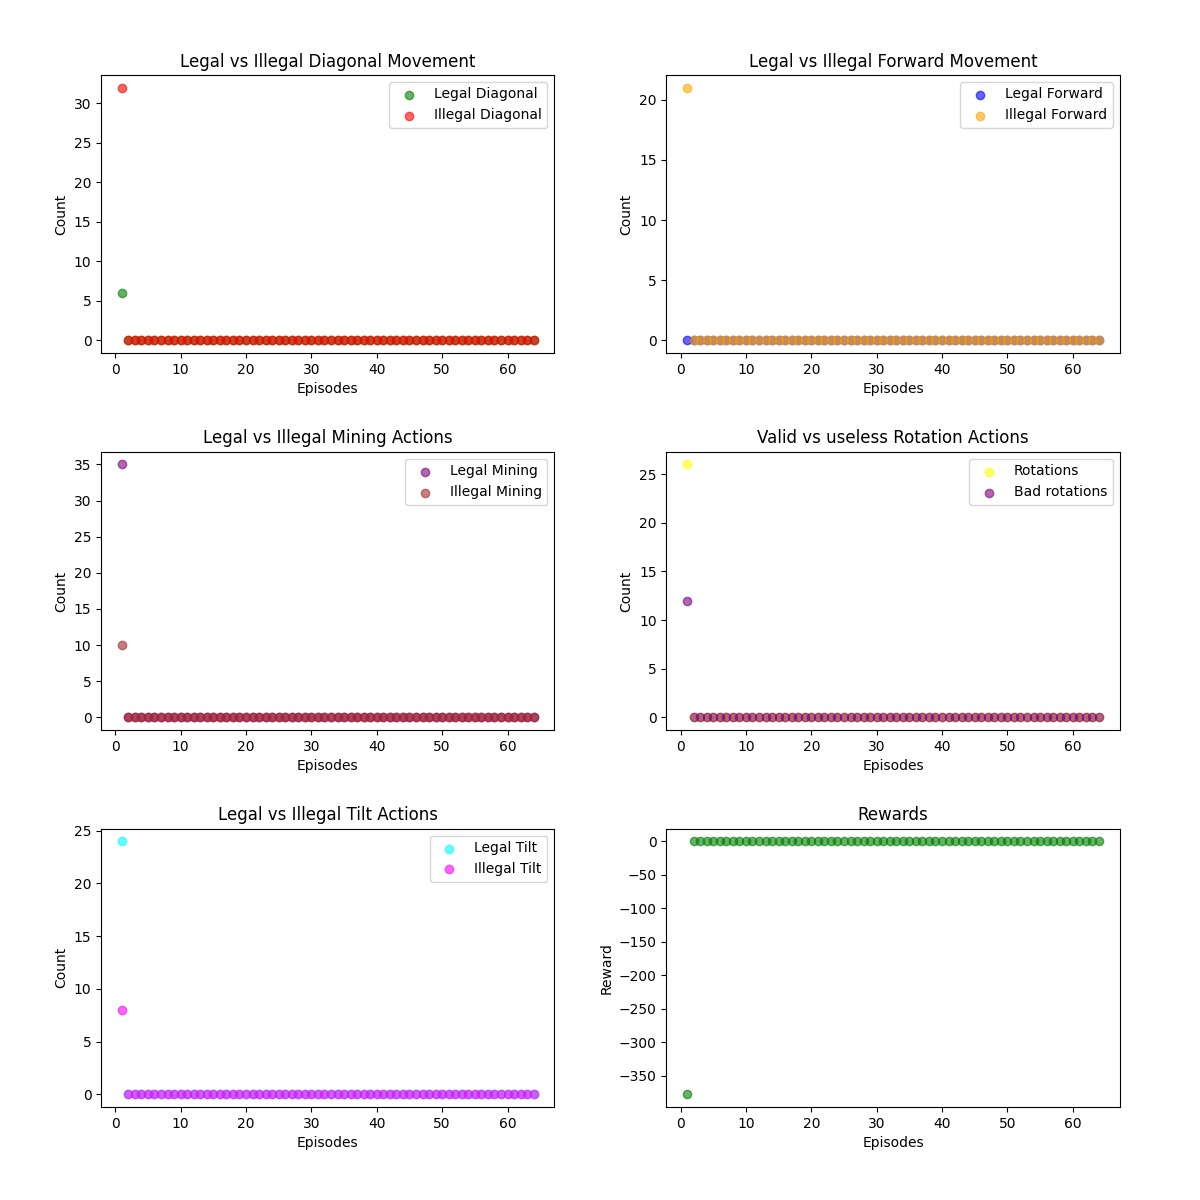 Legal vs Illegal Diagonal Movement
Legal Diagonal
Illegal Diagonal
30
25
20
15
10
5
0
Count
0 10 20 30 40 50 60
Episodes
Legal vs Illegal Forward Movement
Legal Forward
Illegal Forward
20
15
10
5
0
Count
0 10 20 30 40 50 60
Episodes
Legal vs Illegal Mining Actions
Legal Mining
Illegal Mining
35
30
25
20
15
10
5
0
Count
0 10 20 30 40 50 60
Episodes
Valid vs useless Rotation Actions
Rotations
Bad rotations
25
20
15
10
5
0
Count
0 10 20 30 40 50 60
Episodes
Legal vs Illegal Tilt Actions
Legal Tilt
Illegal Tilt
25
20
15
10
5
0
Count
0 10 20 30 40 50 60
Episodes
Rewards
0
−50
−100
−150
−200
−250
−300
−350
Reward
0 10 20 30 40 50 60
Episodes